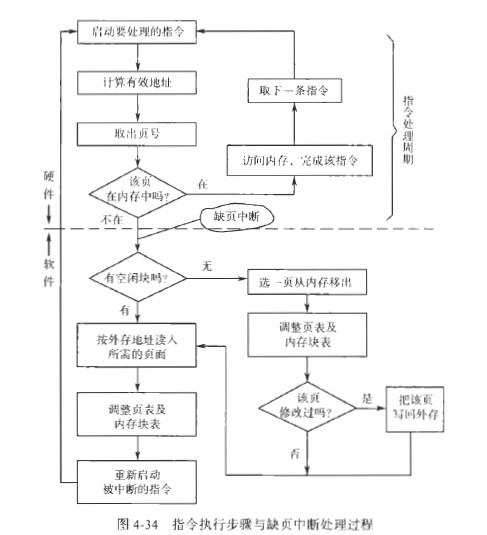 启动要处理的指令
计算有效地址
取下一条指令
取出页号
访问内存，完成该指令
指令处理周期
该页
在内存中吗?
在
硬件
不在
缺页中断
软件
有空闲块吗?
无
选一页从内存移出
有
按外存地址读入
所需的页面
调整页表及
内存块表
该页
修改过吗?
是
把该页
写回外存
调整页表及
内存块表
否
重新启动
被中断的指令
图 4-34 指令执行步骤与缺页中断处理过程